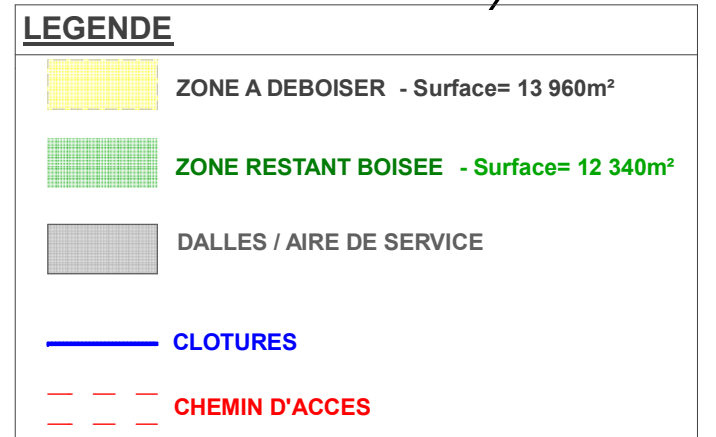 LEGENDE
ZONE A DEBOISER - Surface= 13 960m²
ZONE RESTANT BOISEE - Surface= 12 340m²
DALLES / AIRE DE SERVICE
CLOTURES
CHEMIN D'ACCES